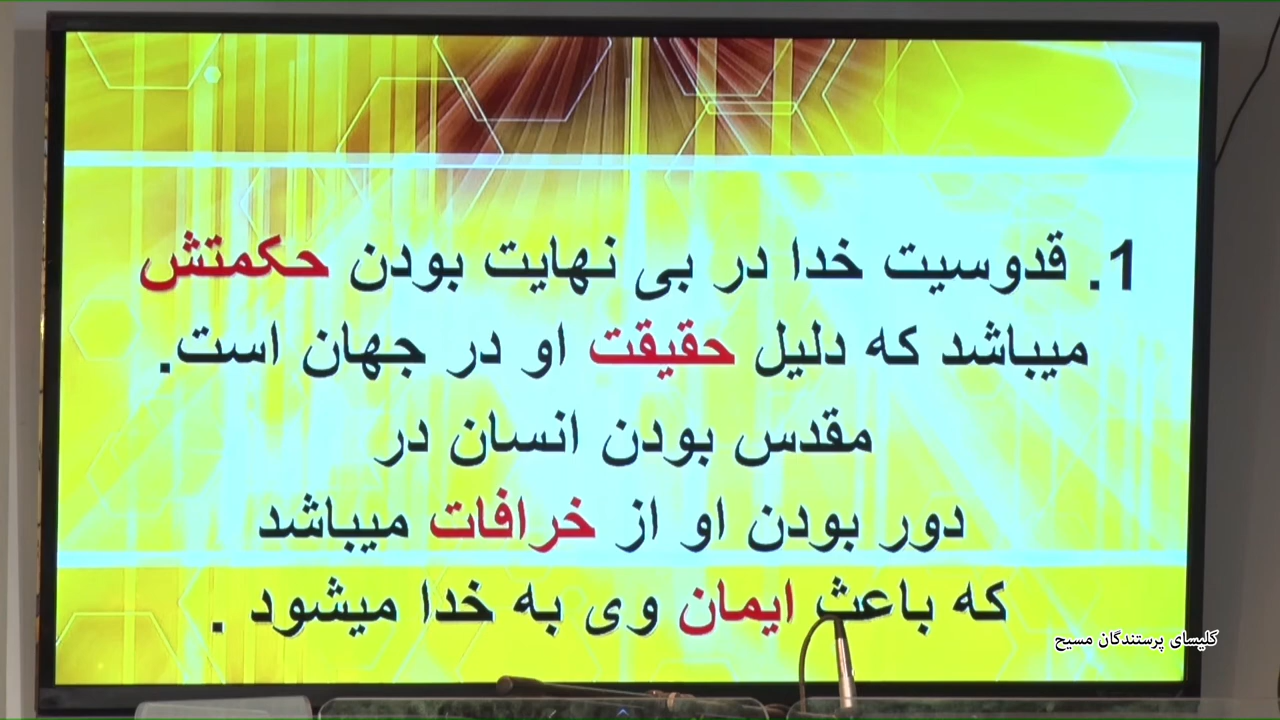 1. قدوسیت خدا در بی نهایت بودن حکمتش
میباشد که دلیل حقیقت او در جهان است.
مقدس بودن انسان در
دور بودن او از خرافات میباشد
که باعث ایمان وی به خدا میشود .
کلیسای پرستندگان مسیح